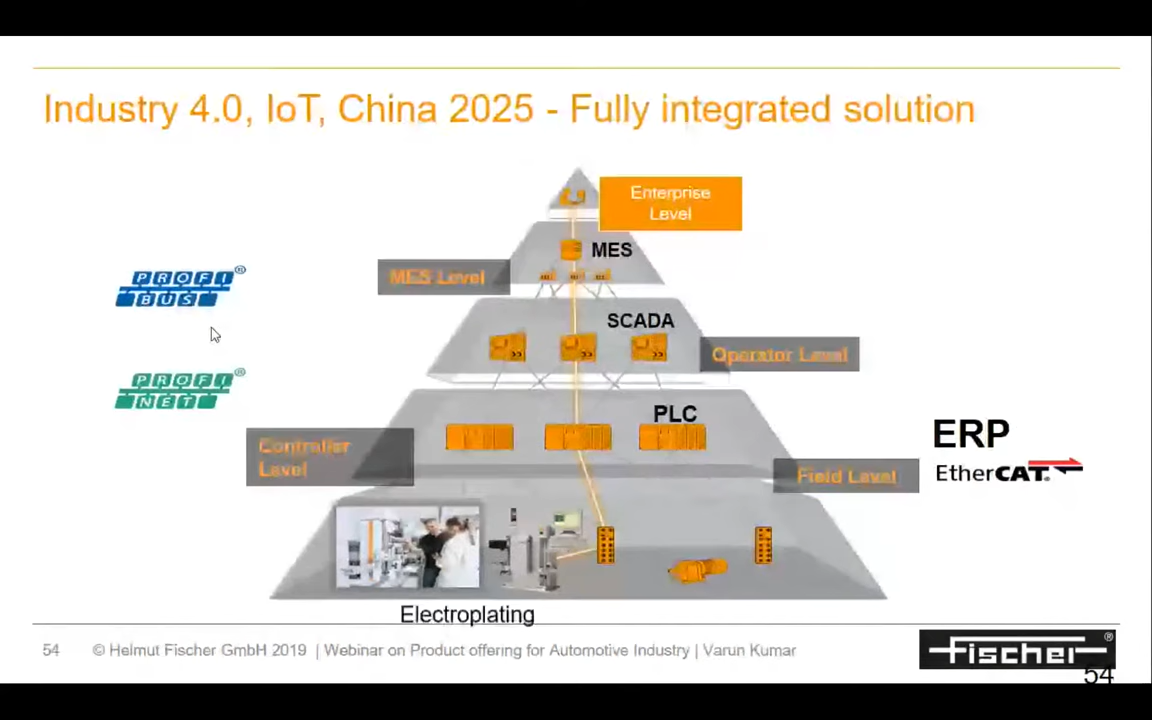 Industry 4.0, IoT, China 2025 - Fully integrated solution
Enterprise
Level
MES
MES Level
PROFI®
BUS
SCADA
Operator Level
PROFI®
NET
PLC
Controller
Level
ERP
EtherCAT®
Field Level
Electroplating
54 © Helmut Fischer GmbH 2019 | Webinar on Product offering for Automotive Industry | Varun Kumar
fischer®
54